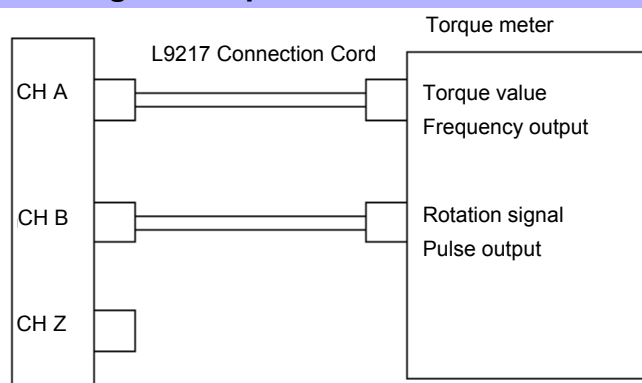 Torque meter
L9217 Connection Cord
CH A
Torque value
Frequency output
CH B
Rotation signal
Pulse output
CH Z